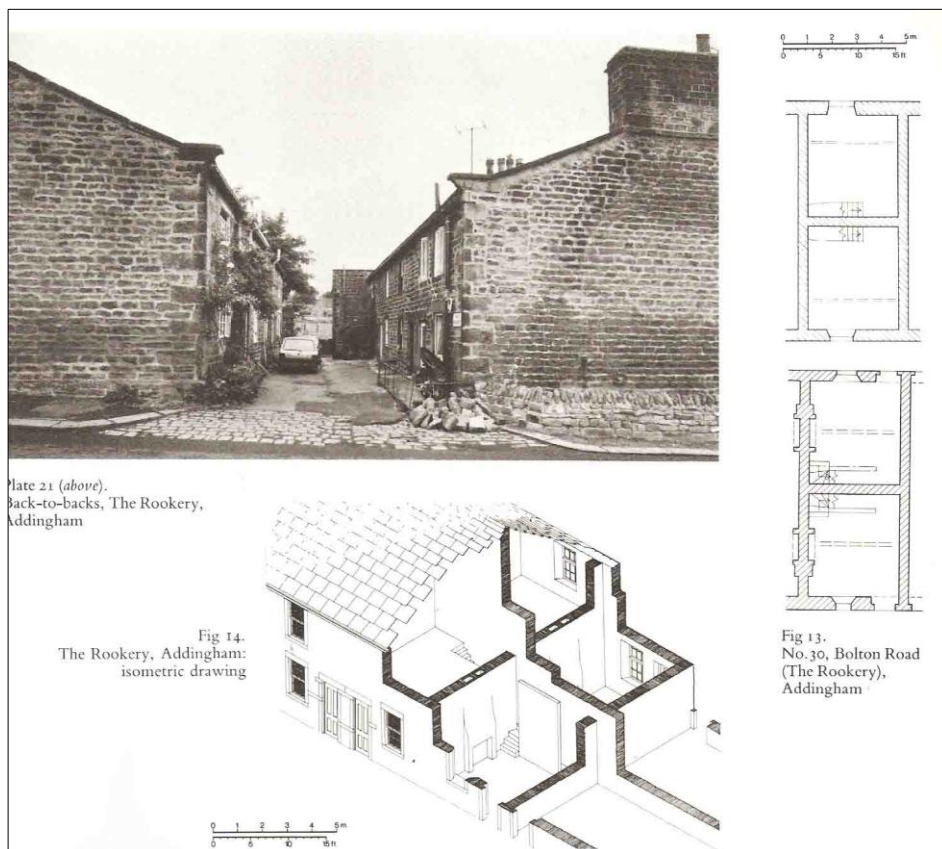 0 1 2 3 4 5m
0 5 10 15ft
Plate 21 (above).
Back-to-backs, The Rookery,
Addingham
Fig 14.
The Rookery, Addingham:
isometric drawing
0 1 2 3 4 5m
0 5 10 15ft
Fig 13.
No. 30, Bolton Road
(The Rookery),
Addingham